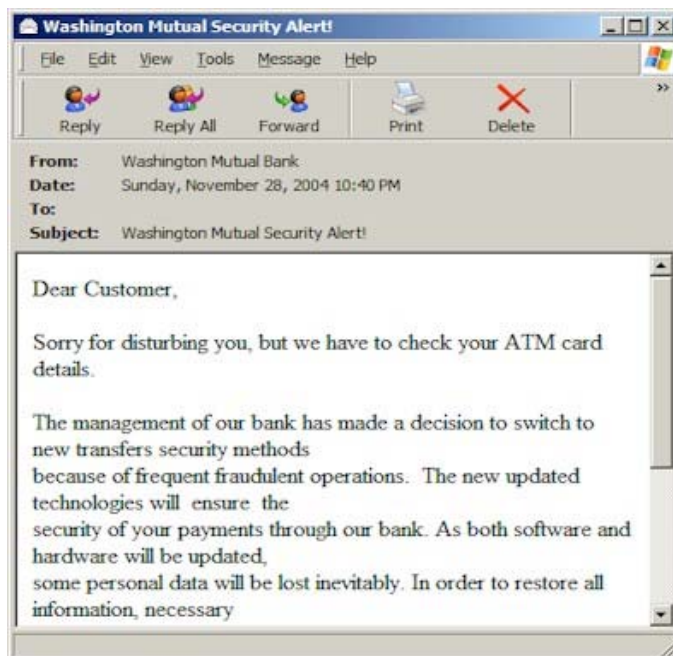 Washington Mutual Security Alert!
File Edit View Tools Message Help
Reply Reply All Forward Print Delete
From: Washington Mutual Bank
Date: Sunday, November 28, 2004 10:40 PM
To:
Subject: Washington Mutual Security Alert!
Dear Customer,
Sorry for disturbing you, but we have to check your ATM card
details.
The management of our bank has made a decision to switch to
new transfers security methods
because of frequent fraudulent operations. The new updated
technologies will ensure the
security of your payments through our bank. As both software and
hardware will be updated,
some personal data will be lost inevitably. In order to restore all
information, necessary